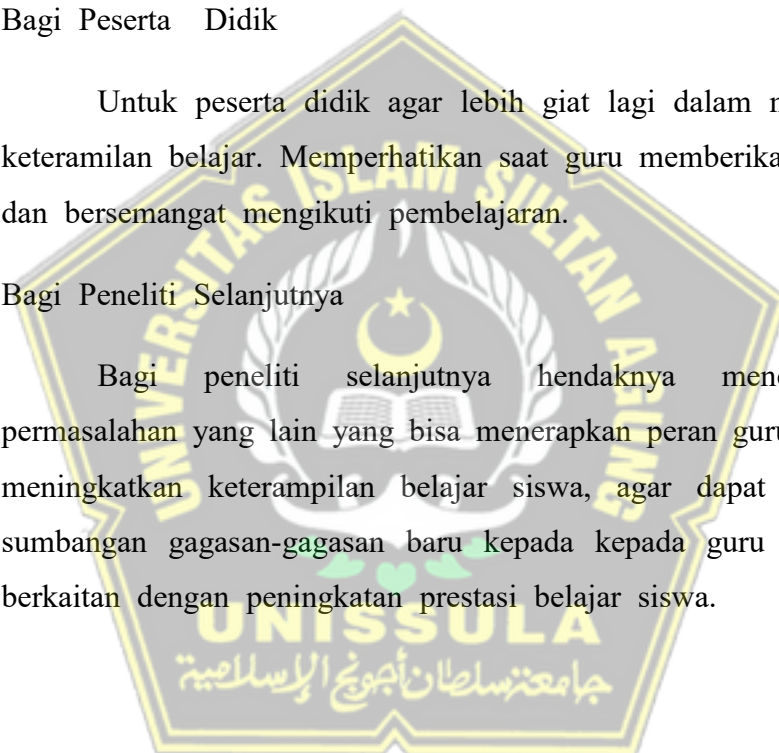 Bagi Peserta Didik
Untuk peserta didik agar lebih giat lagi dalam
keteramilan belajar. Memperhatikan saat guru
dan bersemangat mengikuti pembelajaran.
Bagi Peneliti Selanjutnya
Bagi peneliti selanjutnya hendaknya
permasalahan yang lain yang bisa menerapkan peran guru
meningkatkan keterampilan belajar siswa, agar dapat
sumbangan gagasan-gagasan baru kepada kepada guru
berkaitan dengan peningkatan prestasi belajar siswa.
UNIVERSITAS ISLAM SULTAN AGUNG
UNISSULA
جامعة سلطان أجونج الإسلامية